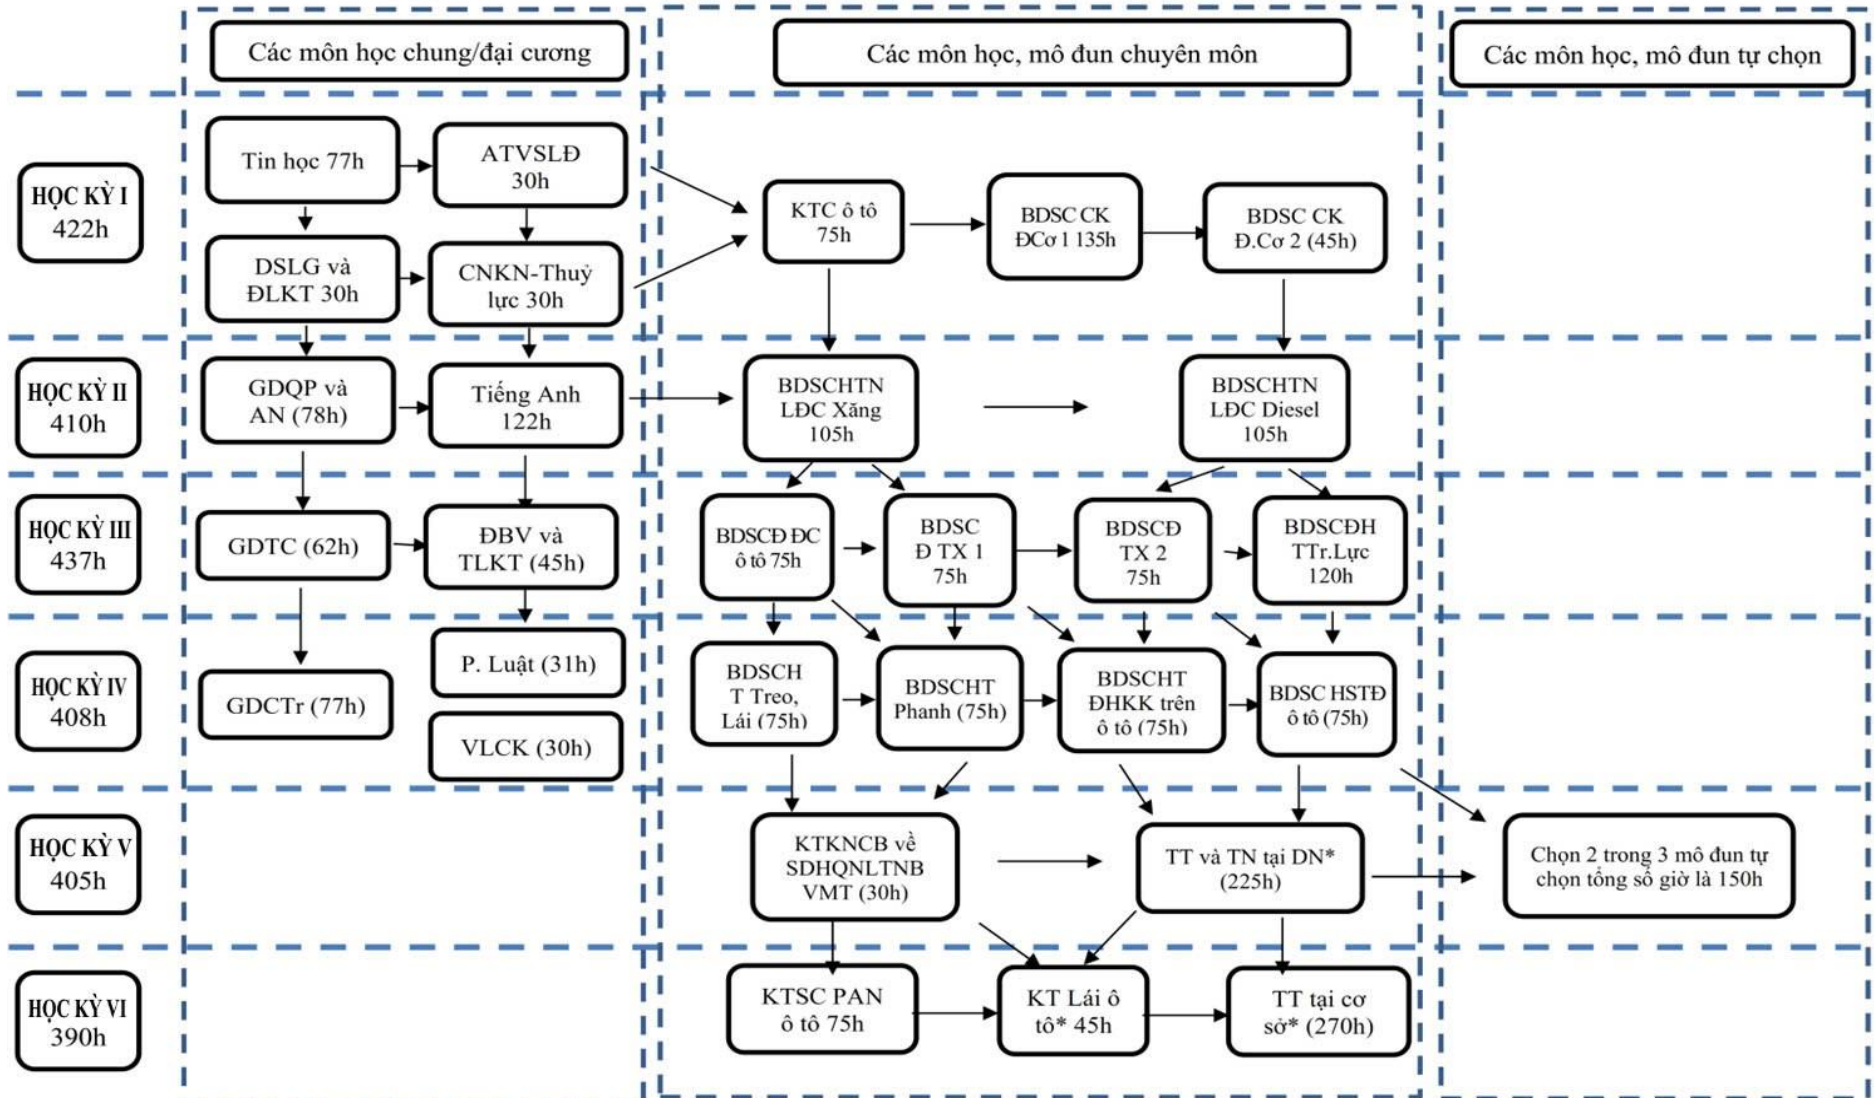 Các môn học chung/đại cương
Các môn học, mô đun chuyên môn
Các môn học, mô đun tự chọn
HỌC KỲ I
422h
Tin học 77h
ATVSLĐ
30h
DSLG và
ĐLKT 30h
CNKN-Thuỷ
lực 30h
KTC ô tô
75h
BDSC CK
ĐCơ 1 135h
BDSC CK
Đ.Cơ 2 (45h)
HỌC KỲ II
410h
GDQP và
AN (78h)
Tiếng Anh
122h
BDSCHTN
LĐC Xăng
105h
BDSCHTN
LĐC Diesel
105h
HỌC KỲ III
437h
GDTC (62h)
ĐBV và
TLKT (45h)
BDSCĐ ĐC
ô tô 75h
BDSC
Đ TX 1
75h
BDSCĐ
TX 2
75h
BDSCĐH
TTr.Lực
120h
HỌC KỲ IV
408h
GDCTr (77h)
P. Luật (31h)
VLCK (30h)
BDSCH
T Treo,
Lái (75h)
BDSCHT
Phanh (75h)
BDSCHT
ĐHKK trên
ô tô (75h)
BDSC HSTĐ
ô tô (75h)
HỌC KỲ V
405h
KTKNCB về
SDHQNLTNB
VMT (30h)
TT và TN tại DN*
(225h)
Chọn 2 trong 3 mô đun tự
chọn tổng số giờ là 150h
HỌC KỲ VI
390h
KTSC PAN
ô tô 75h
KT Lái ô
tô* 45h
TT tại cơ
sở* (270h)